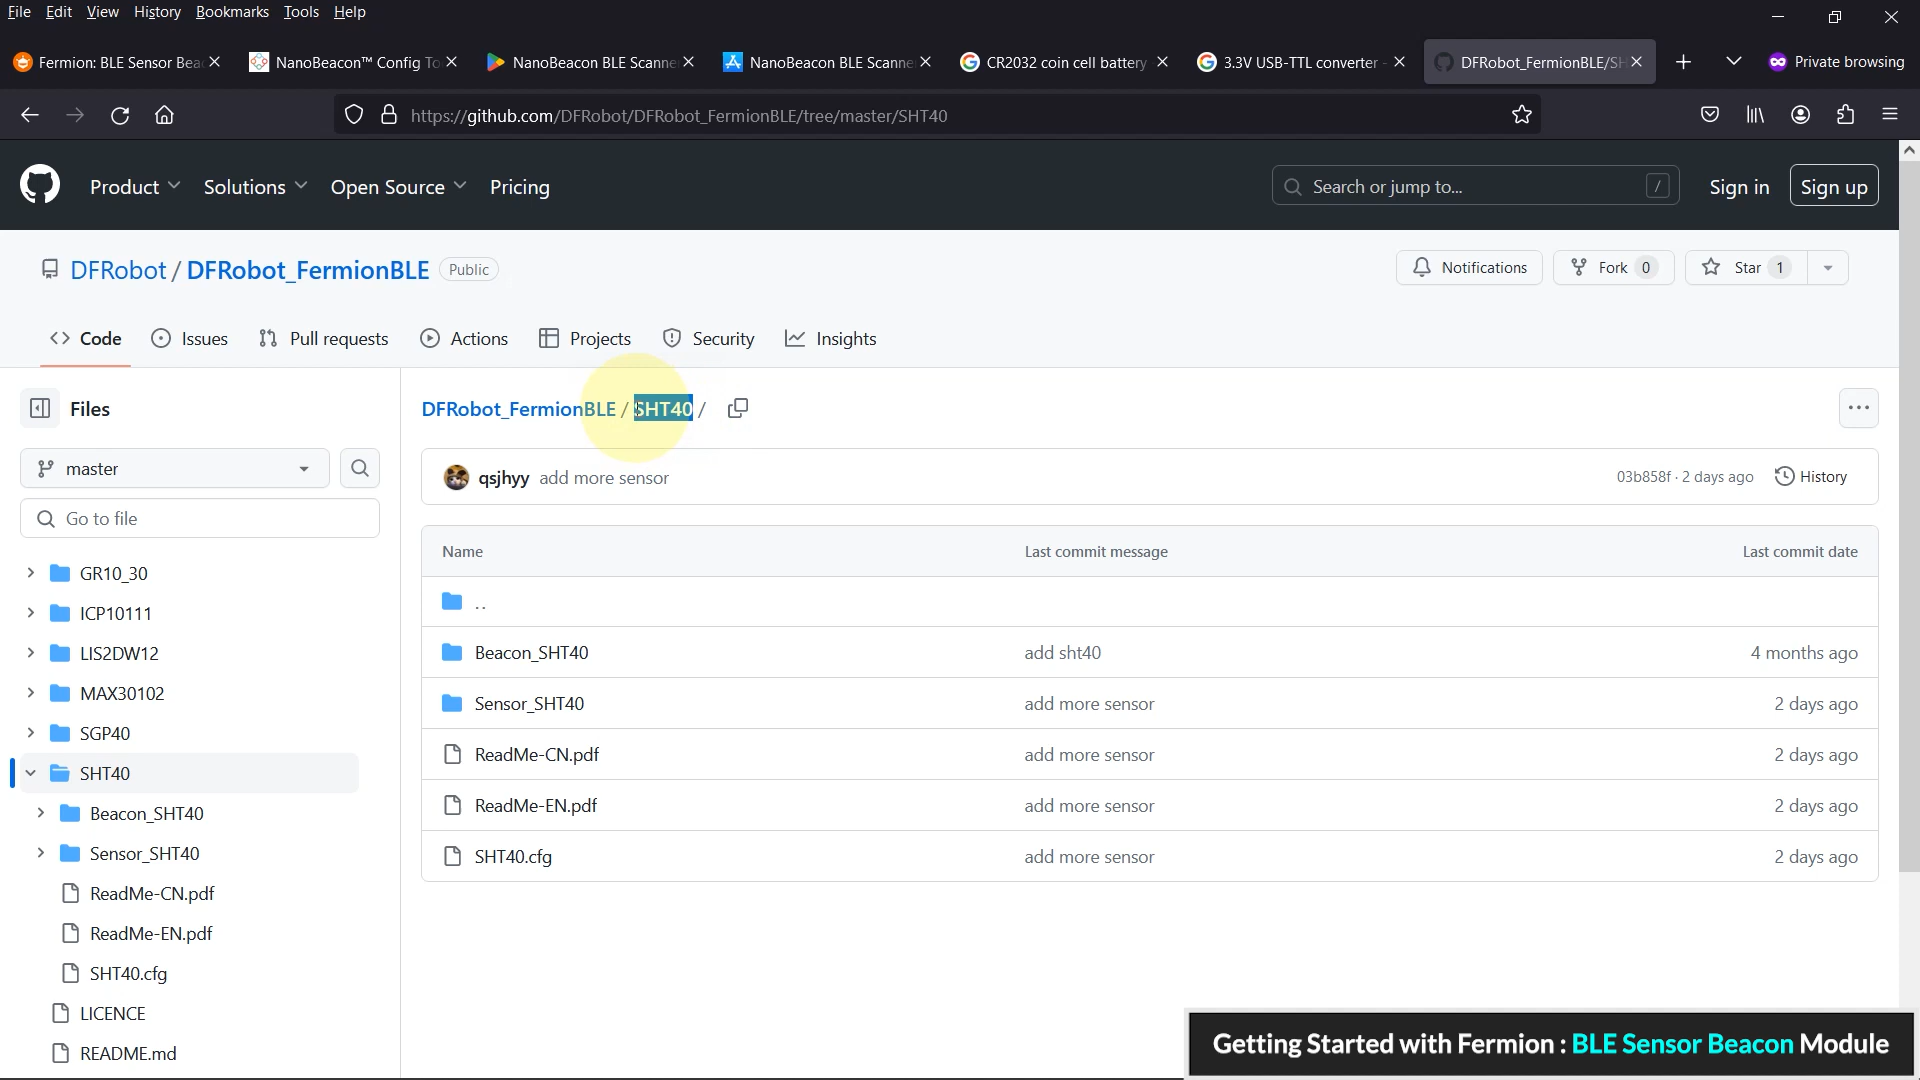 File Edit View History Bookmarks Tools Help
Fermion: BLE Sensor Bea
NanoBeacon™ Config To
NanoBeacon BLE Scanne
NanoBeacon BLE Scanne
CR2032 coin cell battery
3.3V USB-TTL converter -
DFRobot_FermionBLE/SH
Private browsing
https://github.com/DFRobot/DFRobot_FermionBLE/tree/master/SHT40
Product Solutions Open Source Pricing
Search or jump to... /
Sign in
Sign up
DFRobot / DFRobot_FermionBLE Public
Notifications
Fork 0
Star 1
Code Issues Pull requests Actions Projects Security Insights
Files
master
Go to file
GR10_30
ICP10111
LIS2DW12
MAX30102
SGP40
SHT40
Beacon_SHT40
Sensor_SHT40
ReadMe-CN.pdf
ReadMe-EN.pdf
SHT40.cfg
LICENCE
README.md
DFRobot_FermionBLE / SHT40 /
qsjhyy add more sensor 03b858f · 2 days ago History
Name Last commit message Last commit date
..
Beacon_SHT40 add sht40 4 months ago
Sensor_SHT40 add more sensor 2 days ago
ReadMe-CN.pdf add more sensor 2 days ago
ReadMe-EN.pdf add more sensor 2 days ago
SHT40.cfg add more sensor 2 days ago
Getting Started with Fermion : BLE Sensor Beacon Module